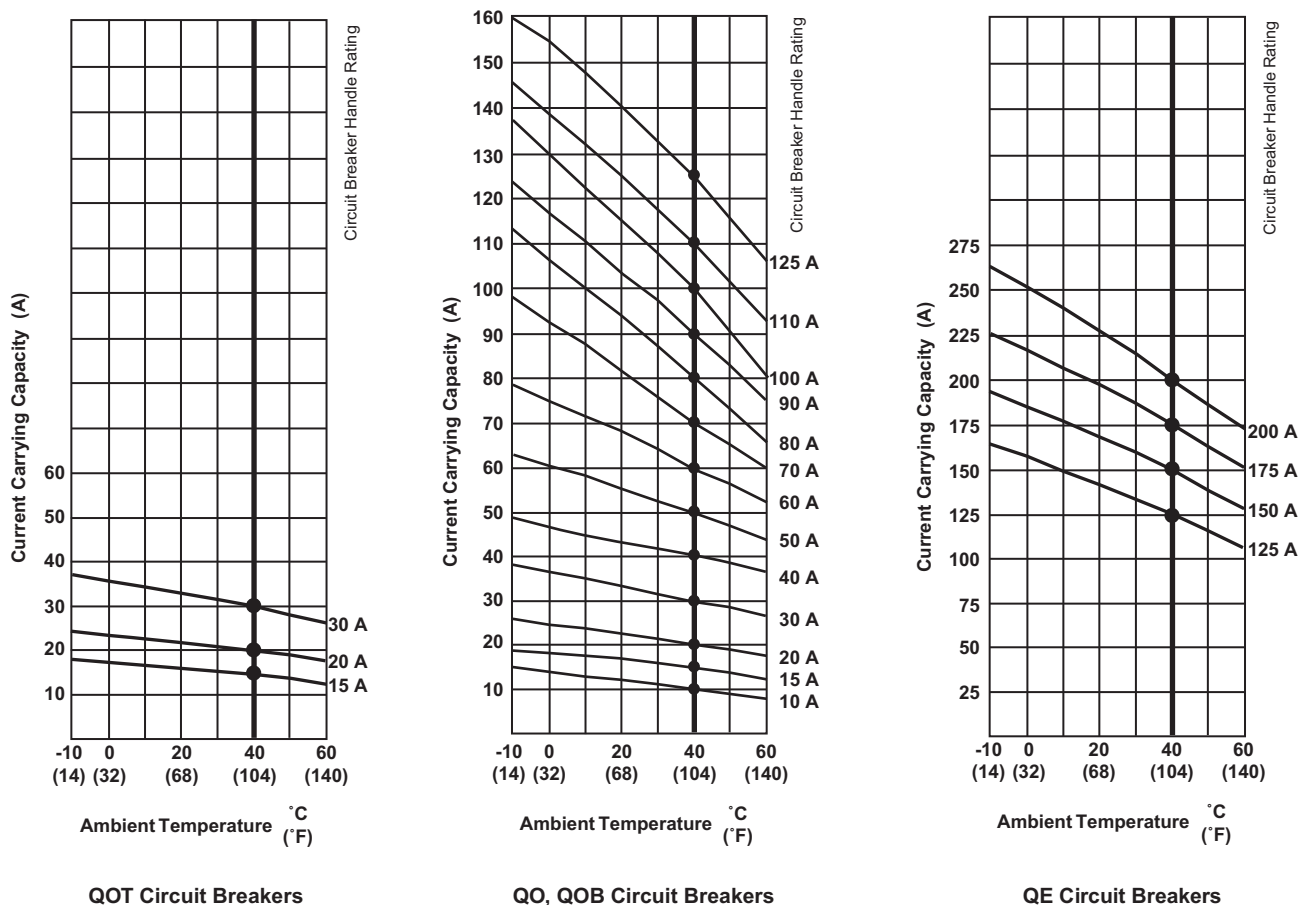 Current Carrying Capacity (A)
60
50
40
30
20
10
30 A
20 A
15 A
Circuit Breaker Handle Rating
-10 0 20 40 60
(14) (32) (68) (104) (140)
Ambient Temperature ˚C
(˚F)
QOT Circuit Breakers
Current Carrying Capacity (A)
160
150
140
130
120
110
100
90
80
70
60
50
40
30
20
10
Circuit Breaker Handle Rating
125 A
110 A
100 A
90 A
80 A
70 A
60 A
50 A
40 A
30 A
20 A
15 A
10 A
-10 0 20 40 60
(14) (32) (68) (104) (140)
Ambient Temperature ˚C
(˚F)
QO, QOB Circuit Breakers
Current Carrying Capacity (A)
275
250
225
200
175
150
125
100
75
50
25
Circuit Breaker Handle Rating
200 A
175 A
150 A
125 A
-10 0 20 40 60
(14) (32) (68) (104) (140)
Ambient Temperature ˚C
(˚F)
QE Circuit Breakers